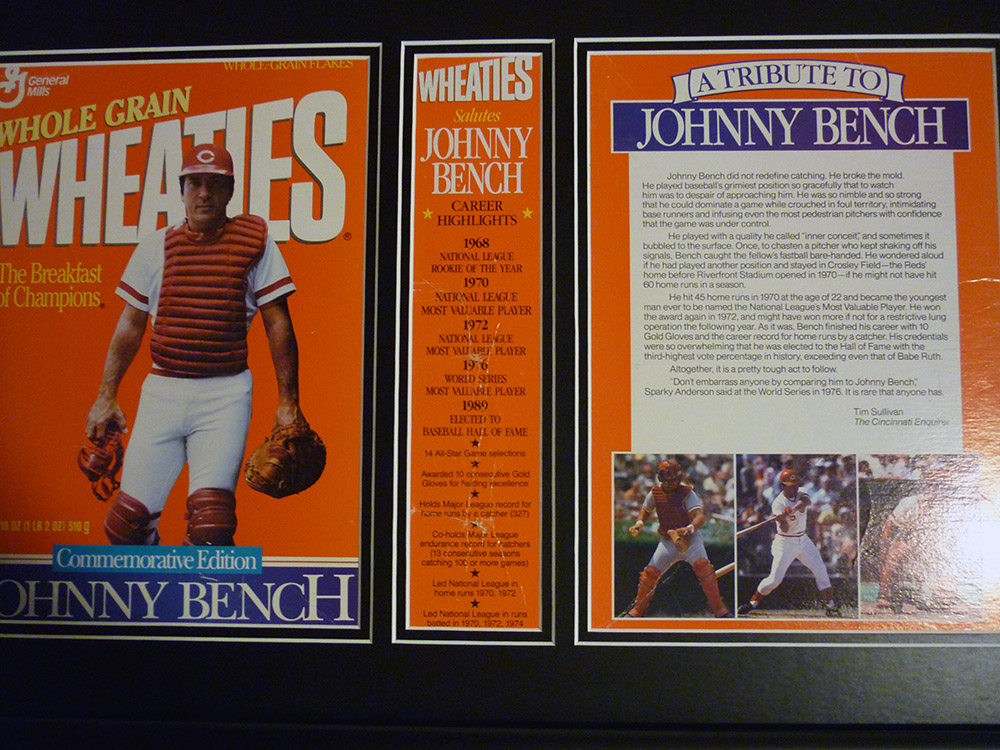 General
Mills
WHOLE GRAIN FLAKES
WHOLE GRAIN
WHEATIES®
The Breakfast
of Champions®
18 OZ (1 LB 2 OZ) 510 g
Commemorative Edition
JOHNNY BENCH
WHEATIES
Salutes
JOHNNY
BENCH
CAREER
HIGHLIGHTS
1968
NATIONAL LEAGUE
ROOKIE OF THE YEAR
1970
NATIONAL LEAGUE
MOST VALUABLE PLAYER
1972
NATIONAL LEAGUE
MOST VALUABLE PLAYER
1976
WORLD SERIES
MOST VALUABLE PLAYER
1989
ELECTED TO
BASEBALL HALL OF FAME
14 All-Star Game selections
Awarded 10 consecutive Gold
Gloves for fielding excellence
Holds Major League record for
home runs by a catcher (327)
Co-holds Major League
endurance record for catchers
(13 consecutive seasons
catching 100 or more games)
Led National League in
home runs 1970, 1972
Led National League in runs
batted in 1970, 1972, 1974
A TRIBUTE TO
JOHNNY BENCH
Johnny Bench did not redefine catching. He broke the mold.
He played baseball's grimiest position so gracefully that to watch
him was to despair of approaching him. He was so nimble and so strong
that he could dominate a game while crouched in foul territory, intimidating
base runners and infusing even the most pedestrian pitchers with confidence
that the game was under control.
He played with a quality he called "inner conceit," and sometimes it
bubbled to the surface. Once, to chasten a pitcher who kept shaking off his
signals, Bench caught the fellow's fastball bare-handed. He wondered aloud
if he had played another position and stayed in Crosley Field—the Reds'
home before Riverfront Stadium opened in 1970—if he might not have hit
60 home runs in a season.
He hit 45 home runs in 1970 at the age of 22 and became the youngest
man ever to be named the National League's Most Valuable Player. He won
the award again in 1972, and might have won more if not for a restrictive lung
operation the following year. As it was, Bench finished his career with 10
Gold Gloves and the career record for home runs by a catcher. His credentials
were so overwhelming that he was elected to the Hall of Fame with the
third-highest vote percentage in history, exceeding even that of Babe Ruth.
Altogether, it is a pretty tough act to follow.
"Don't embarrass anyone by comparing him to Johnny Bench,"
Sparky Anderson said at the World Series in 1976. It is rare that anyone has.
Tim Sullivan
The Cincinnati Enquirer